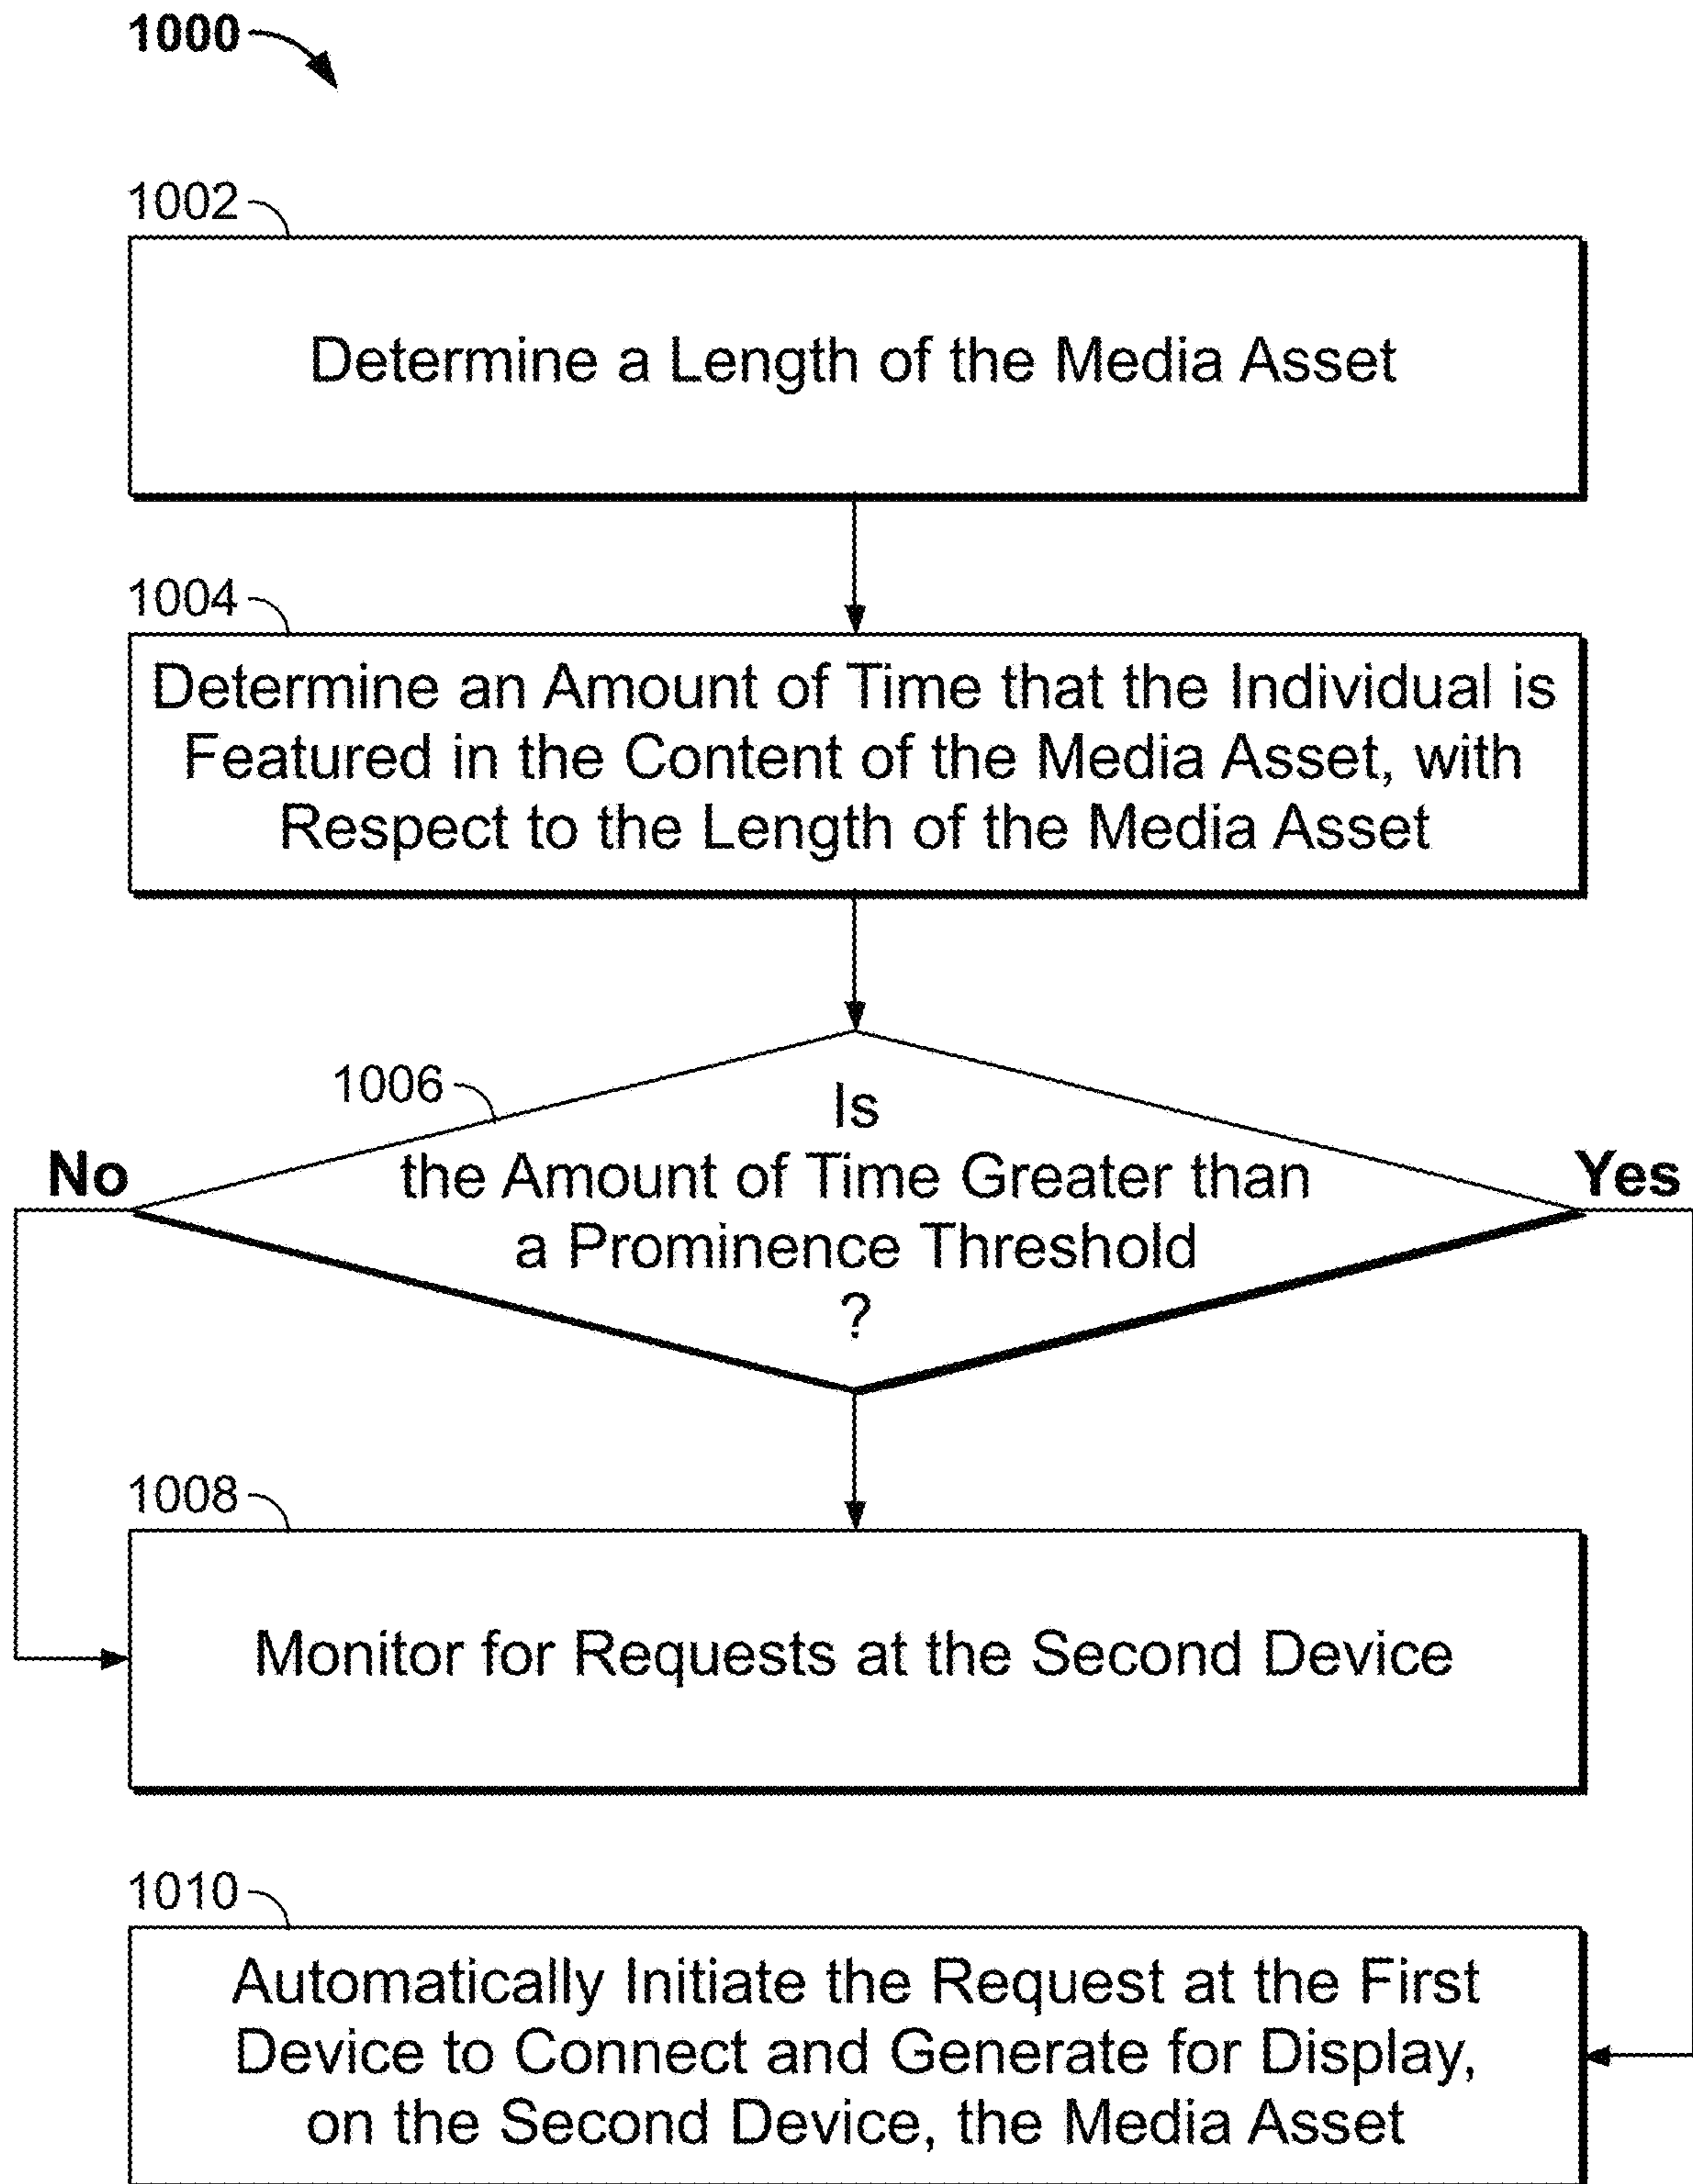 1000
1002
Determine a Length of the Media Asset
1004
Determine an Amount of Time that the Individual is
Featured in the Content of the Media Asset, with
Respect to the Length of the Media Asset
1006
Is
the Amount of Time Greater than
a Prominence Threshold
?
No
Yes
1008
Monitor for Requests at the Second Device
1010
Automatically Initiate the Request at the First
Device to Connect and Generate for Display,
on the Second Device, the Media Asset